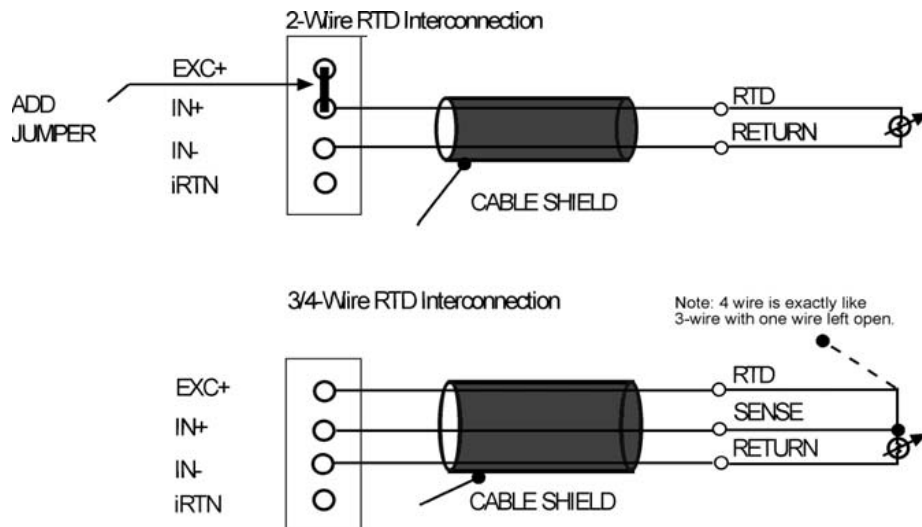 2-Wire RTD Interconnection
EXC+
ADD
JUMPER
IN+
IN-
iRTN
RTD
RETURN
CABLE SHIELD
3/4-Wire RTD Interconnection
Note: 4 wire is exactly like
3-wire with one wire left open.
EXC+
IN+
IN-
iRTN
RTD
SENSE
RETURN
CABLE SHIELD